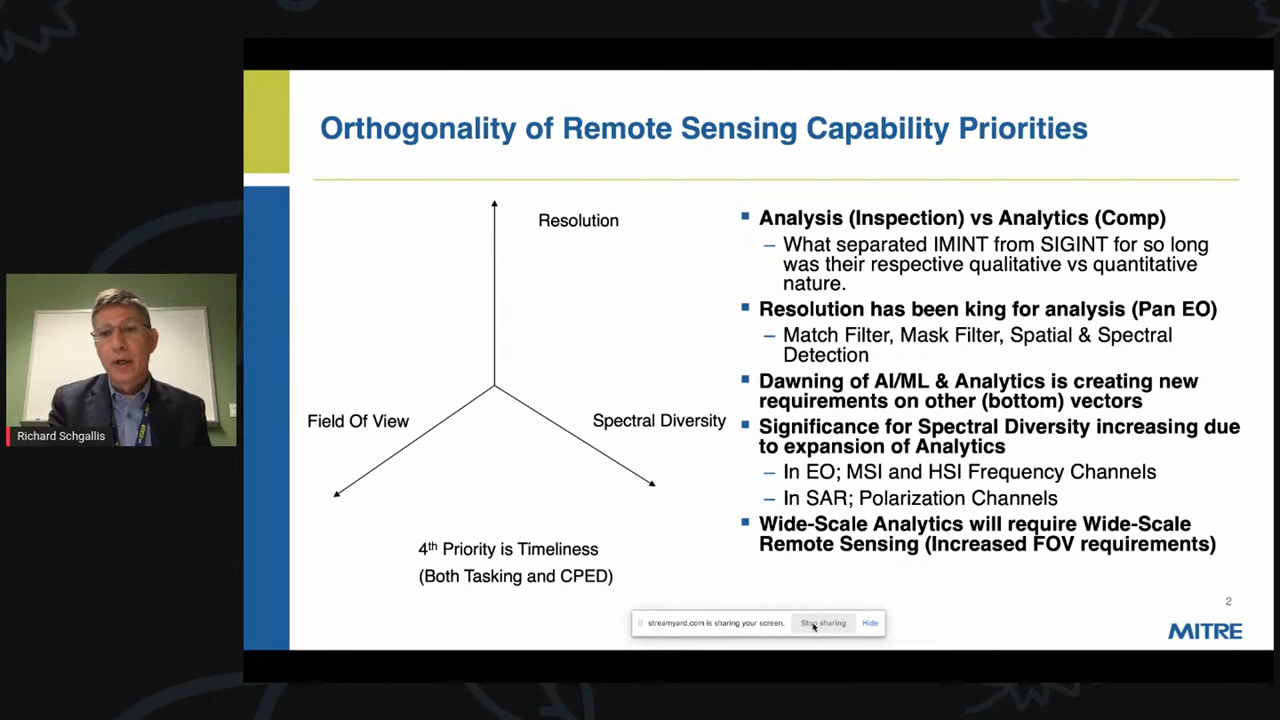 Orthogonality of Remote Sensing Capability Priorities
Resolution
Field Of View
Spectral Diversity
4th Priority is Timeliness
(Both Tasking and CPED)
▪ Analysis (Inspection) vs Analytics (Comp)
– What separated IMINT from SIGINT for so long
was their respective qualitative vs quantitative
nature.
▪ Resolution has been king for analysis (Pan EO)
– Match Filter, Mask Filter, Spatial & Spectral
Detection
▪ Dawning of AI/ML & Analytics is creating new
requirements on other (bottom) vectors
▪ Significance for Spectral Diversity increasing due
to expansion of Analytics
– In EO; MSI and HSI Frequency Channels
– In SAR; Polarization Channels
▪ Wide-Scale Analytics will require Wide-Scale
Remote Sensing (Increased FOV requirements)
Richard Schgallis
2
streamyard.com is sharing your screen. Stop sharing Hide
MITRE